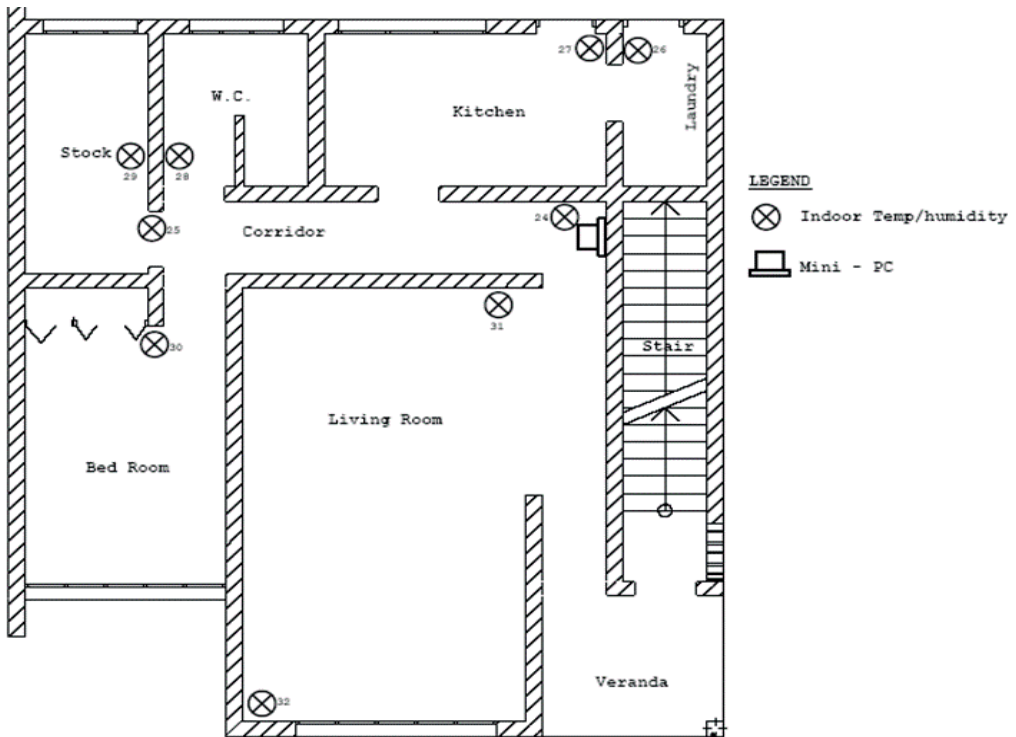 27
26
W.C.
Kitchen
Laundry
Stock
29
28
24
25
Corridor
31
Stair
30
Living Room
Bed Room
32
Veranda
LEGEND
Indoor Temp/humidity
Mini - PC